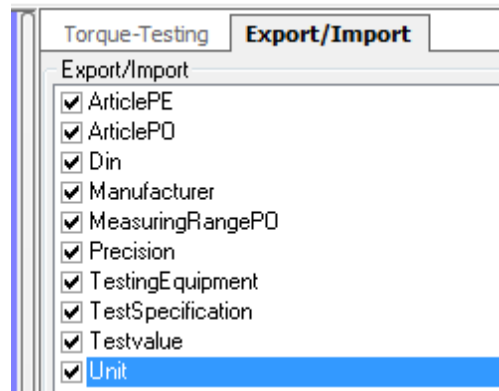 Torque-Testing Export/Import
Export/Import
ArticlePE
ArticlePO
Din
Manufacturer
MeasuringRangePO
Precision
TestingEquipment
TestSpecification
Testvalue
Unit